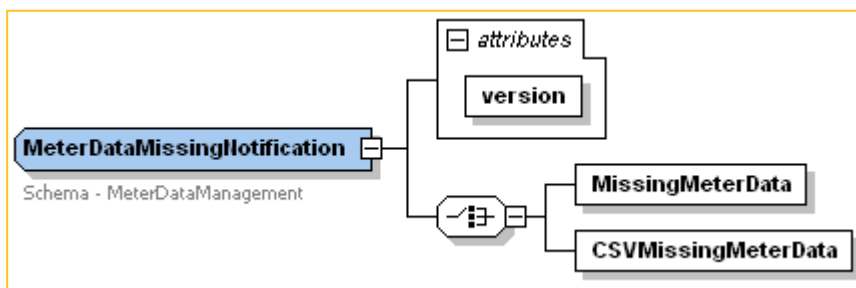 attributes
version
MeterDataMissingNotification
Schema - MeterDataManagement
MissingMeterData
CSVMissingMeterData